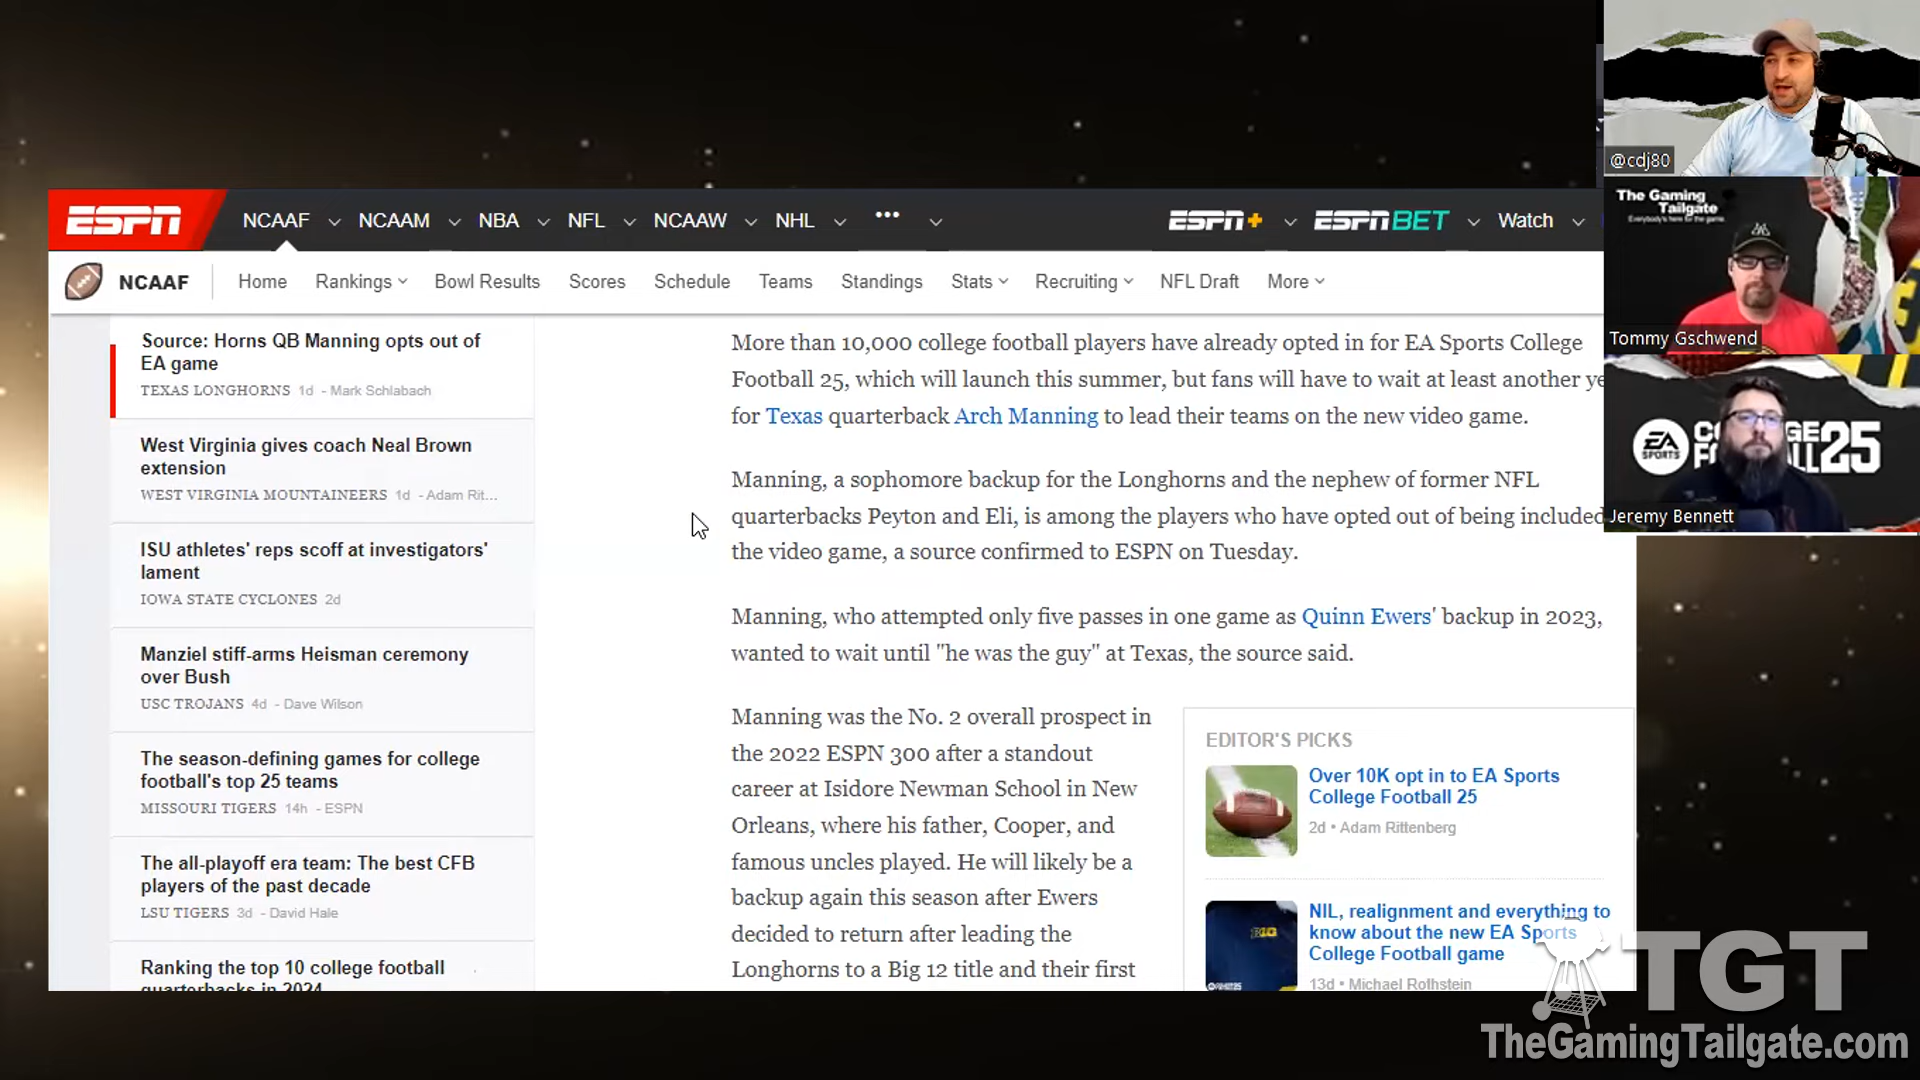 ESPN NCAAF NCAAM NBA NFL NCAAW NHL ••• ESPN+ ESPN BET Watch
NCAAF Home Rankings Bowl Results Scores Schedule Teams Standings Stats Recruiting NFL Draft More
Source: Horns QB Manning opts out of
EA game
TEXAS LONGHORNS 1d - Mark Schlabach
West Virginia gives coach Neal Brown
extension
WEST VIRGINIA MOUNTAINEERS 1d - Adam Rit...
ISU athletes' reps scoff at investigators'
lament
IOWA STATE CYCLONES 2d
Manziel stiff-arms Heisman ceremony
over Bush
USC TROJANS 4d - Dave Wilson
The season-defining games for college
football's top 25 teams
MISSOURI TIGERS 14h - ESPN
The all-playoff era team: The best CFB
players of the past decade
LSU TIGERS 3d - David Hale
Ranking the top 10 college football
quarterbacks in 2024
More than 10,000 college football players have already opted in for EA Sports College
Football 25, which will launch this summer, but fans will have to wait at least another ye
for Texas quarterback Arch Manning to lead their teams on the new video game.
Manning, a sophomore backup for the Longhorns and the nephew of former NFL
quarterbacks Peyton and Eli, is among the players who have opted out of being included
the video game, a source confirmed to ESPN on Tuesday.
Manning, who attempted only five passes in one game as Quinn Ewers' backup in 2023,
wanted to wait until "he was the guy" at Texas, the source said.
Manning was the No. 2 overall prospect in
the 2022 ESPN 300 after a standout
career at Isidore Newman School in New
Orleans, where his father, Cooper, and
famous uncles played. He will likely be a
backup again this season after Ewers
decided to return after leading the
Longhorns to a Big 12 title and their first
EDITOR'S PICKS
Over 10K opt in to EA Sports
College Football 25
2d • Adam Rittenberg
NIL, realignment and everything to
know about the new EA Sports
College Football game
13d • Michael Rothstein
@cdj80
The Gaming
Tailgate
Everybody's here for the game.
Tommy Gschwend
EA
SPORTS
25
Jeremy Bennett
TGT
TheGamingTailgate.com